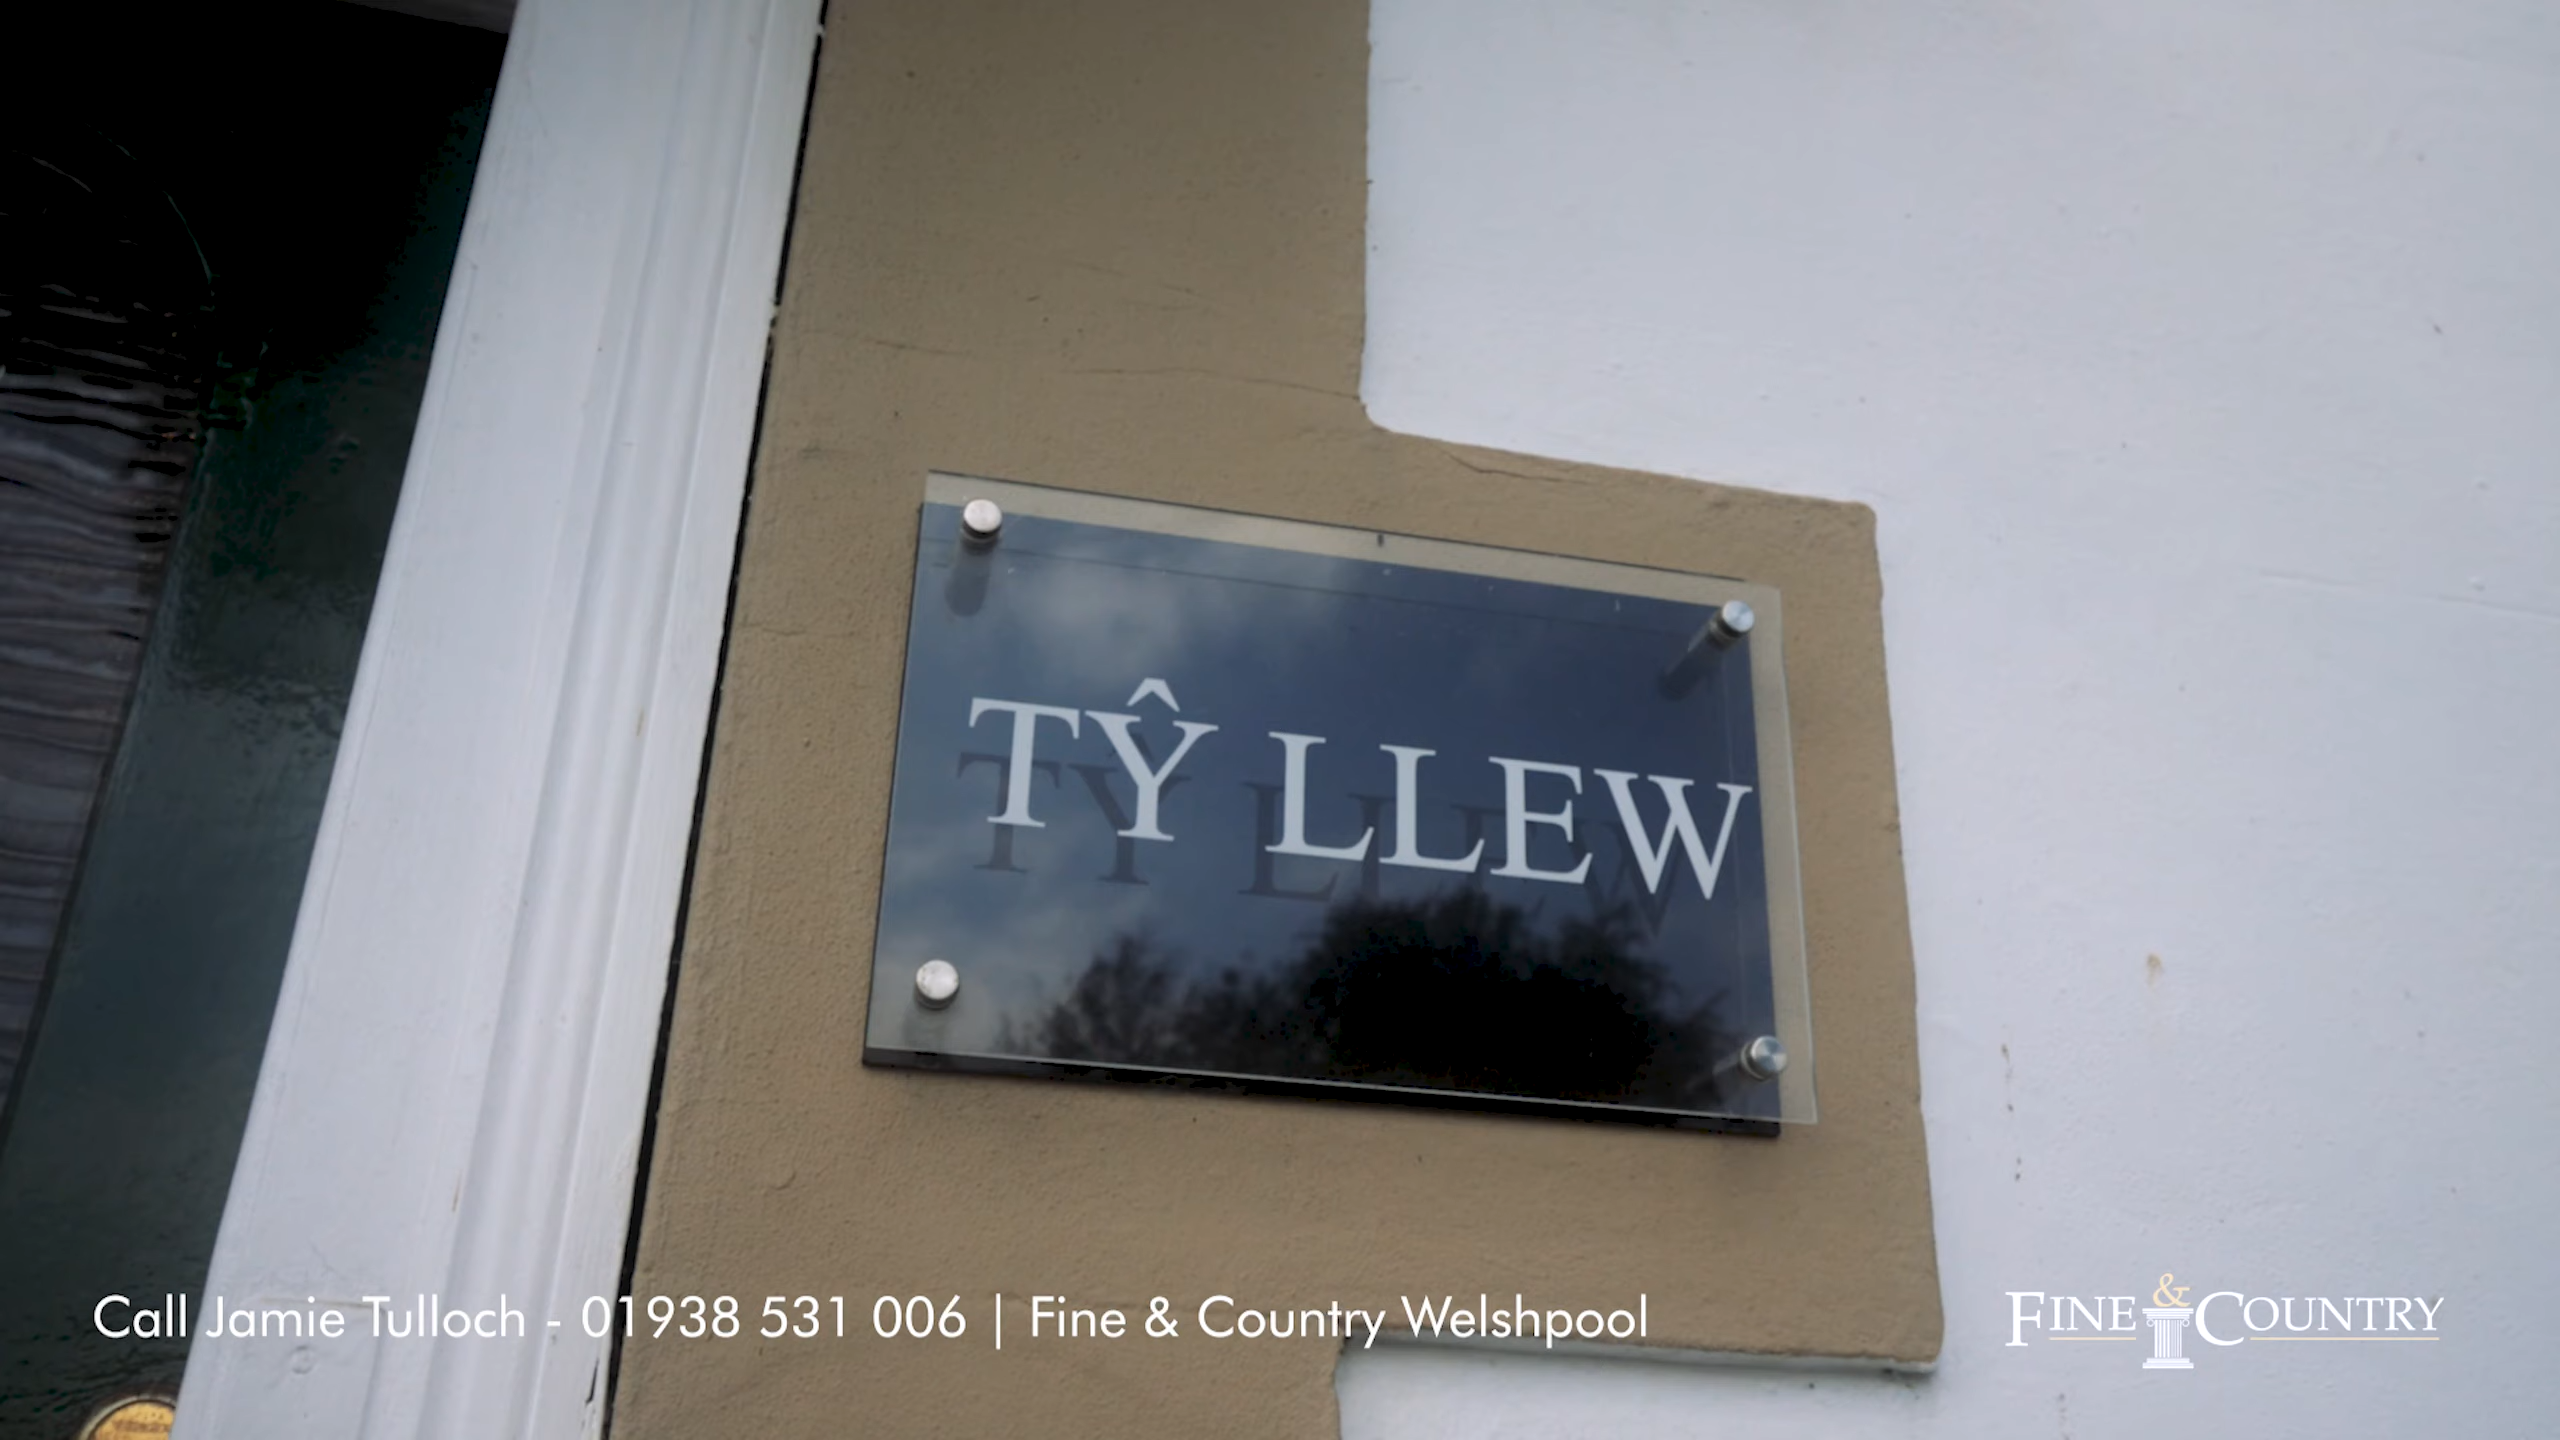 TŶ LLEW
Call Jamie Tulloch - 01938 531 006 | Fine & Country Welshpool
FINE & COUNTRY